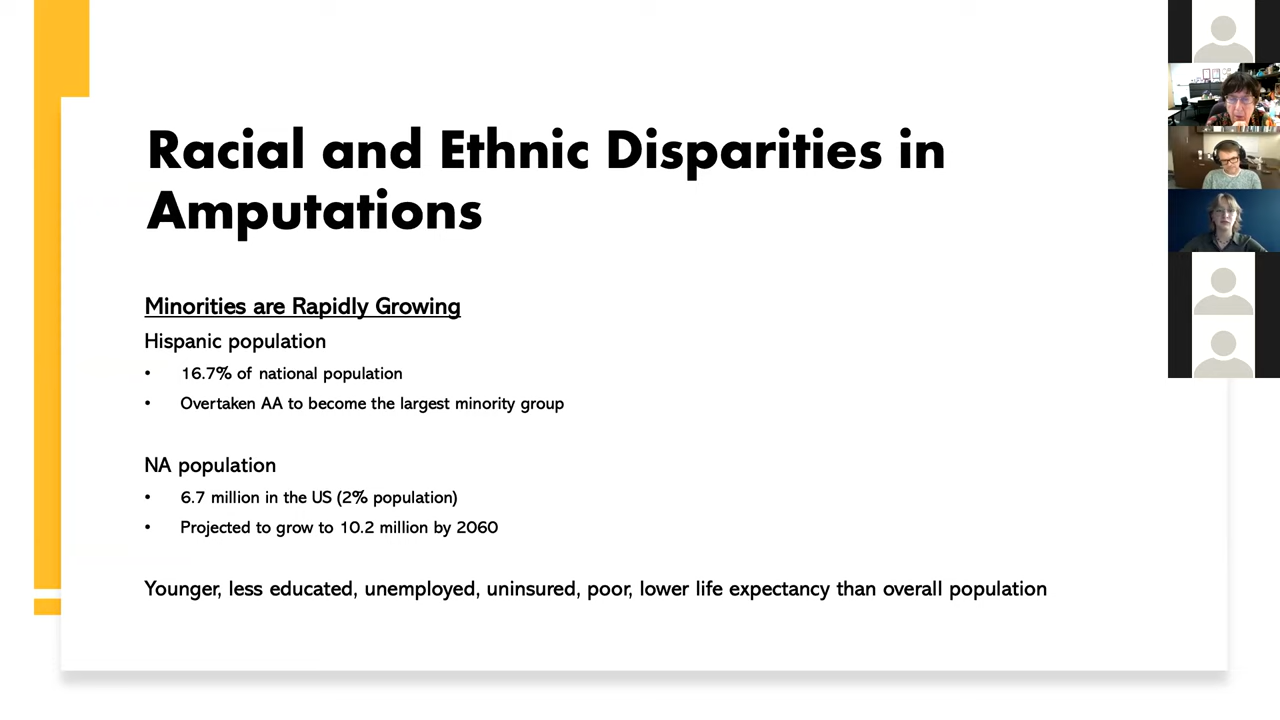 Racial and Ethnic Disparities in
Amputations
Minorities are Rapidly Growing
Hispanic population
• 16.7% of national population
• Overtaken AA to become the largest minority group
NA population
• 6.7 million in the US (2% population)
• Projected to grow to 10.2 million by 2060
Younger, less educated, unemployed, uninsured, poor, lower life expectancy than overall population